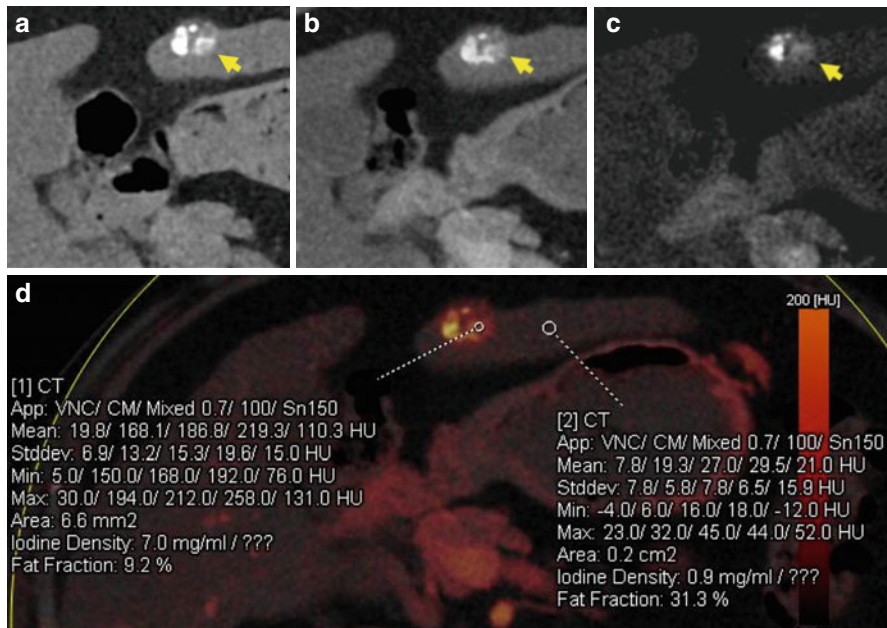 a
b
c
d
200 [HU]
[1] CT
App: VNC/ CM/ Mixed 0.7/ 100/ Sn150
Mean: 19.8/ 168.1/ 186.8/ 219.3/ 110.3 HU
Stddev: 6.9/ 13.2/ 15.3/ 19.6/ 15.0 HU
Min: 5.0/ 150.0/ 168.0/ 192.0/ 76.0 HU
Max: 30.0/ 194.0/ 212.0/ 258.0/ 131.0 HU
Area: 6.6 mm2
Iodine Density: 7.0 mg/ml / ???
Fat Fraction: 9.2 %
[2] CT
App: VNC/ CM/ Mixed 0.7/ 100/ Sn150
Mean: 7.8/ 19.3/ 27.0/ 29.5/ 21.0 HU
Stddev: 7.8/ 5.8/ 7.8/ 6.5/ 15.9 HU
Min: -4.0/ 6.0/ 16.0/ 18.0/ -12.0 HU
Max: 23.0/ 32.0/ 45.0/ 44.0/ 52.0 HU
Area: 0.2 cm2
Iodine Density: 0.9 mg/ml / ???
Fat Fraction: 31.3 %